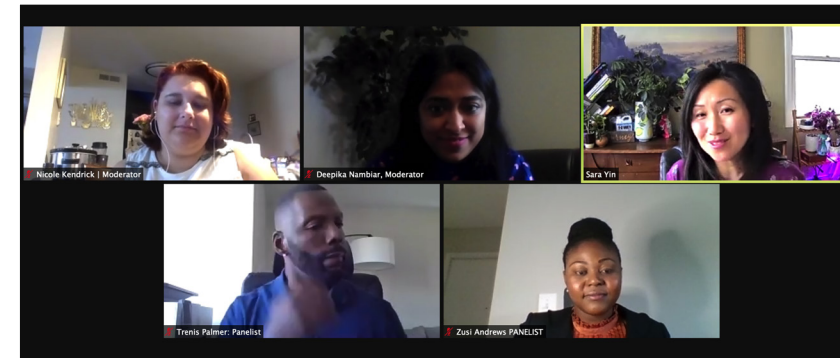 Nicole Kendrick | Moderator
Deepika Nambiar, Moderator
Sara Yin
Trenis Palmer: Panelist
Zusi Andrews PANELIST